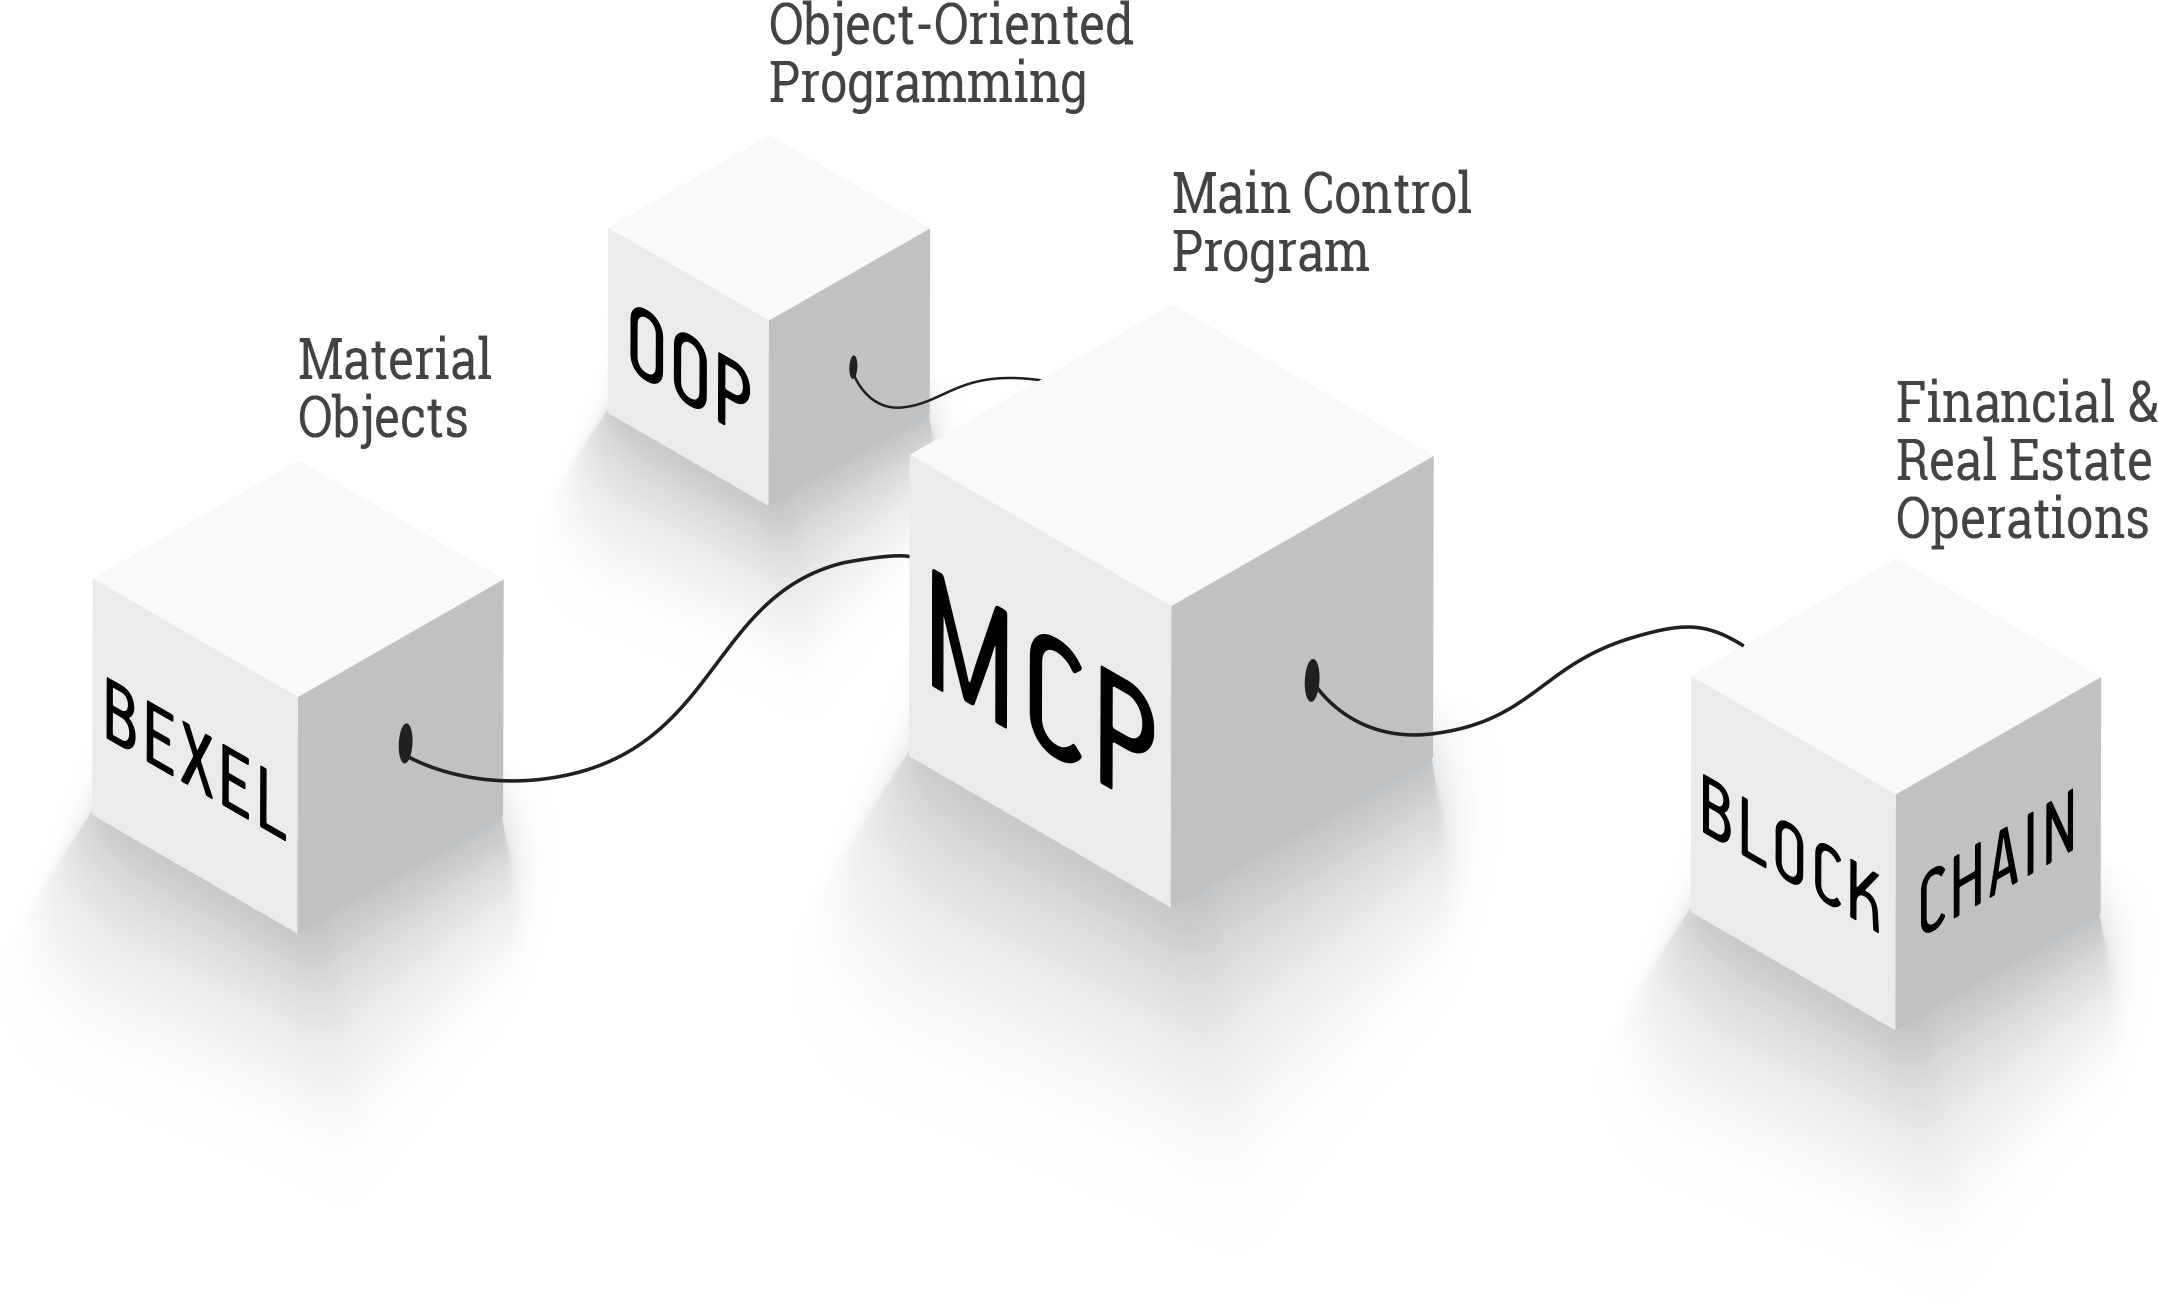 Object-Oriented
Programming
OOP
Main Control
Program
MCP
Material
Objects
BEXEL
Financial &
Real Estate
Operations
BLOCK
CHAIN